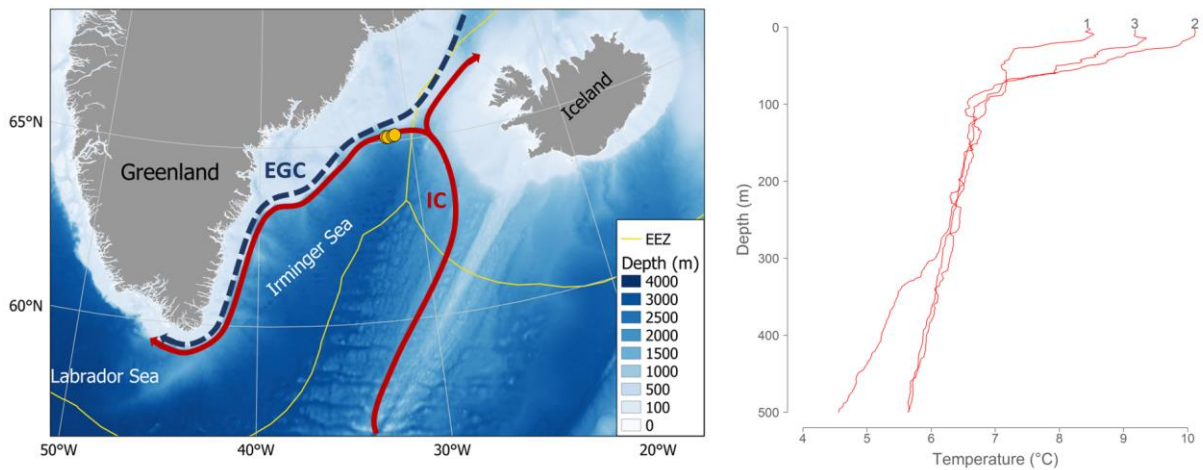 65°N
60°N
50°W
40°W
30°W
20°W
Greenland
Iceland
EGC
IC
Irminger Sea
Labrador Sea
EEZ
Depth (m)
4000
3000
2500
2000
1500
1000
500
100
0
1 3 2
0
100
200
300
400
500
Depth (m)
4 5 6 7 8 9 10
Temperature (°C)